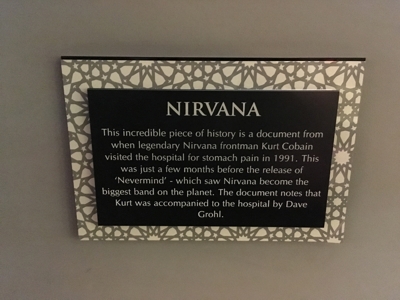 NIRVANA
This incredible piece of history is a document from
when legendary Nirvana frontman Kurt Cobain
visited the hospital for stomach pain in 1991. This
was just a few months before the release of
'Nevermind' - which saw Nirvana become the
biggest band on the planet. The document notes that
Kurt was accompanied to the hospital by Dave
Grohl.